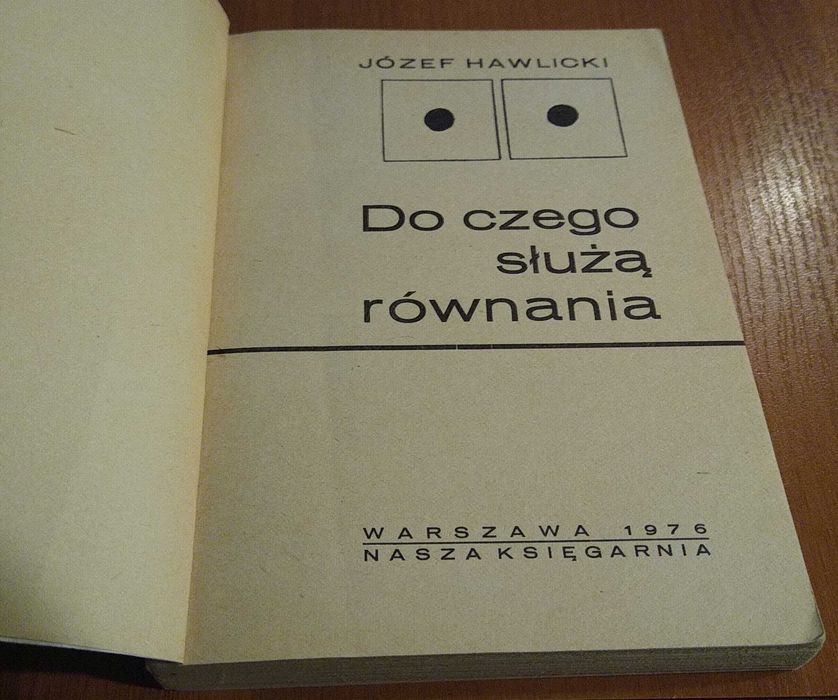 JÓZEF HAWLICKI
Do czego
służą
równania
WARSZAWA 1976
NASZA KSIĘGARNIA